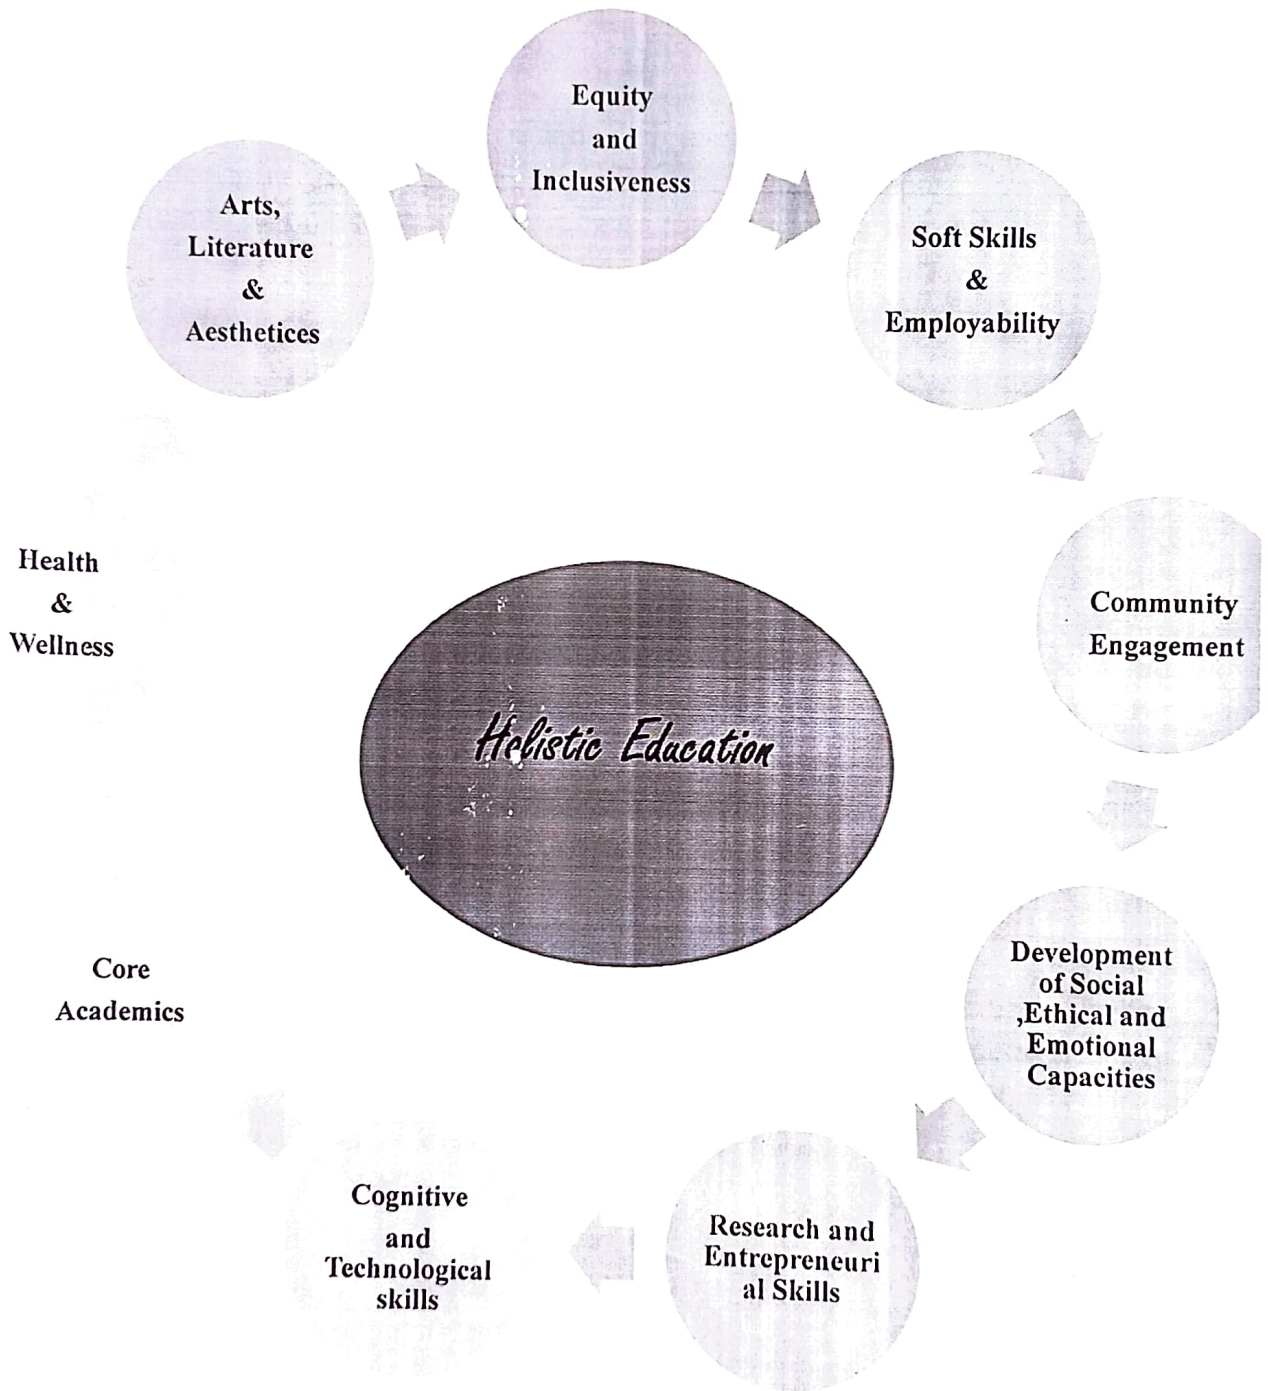 Equity
and
Inclusiveness
Arts,
Literature
&
Aesthetices
Soft Skills
&
Employability
Health
&
Wellness
Community
Engagement
Holistic Education
Core
Academics
Development
of Social
,Ethical and
Emotional
Capacities
Cognitive
and
Technological
skills
Research and
Entrepreneuri
al Skills